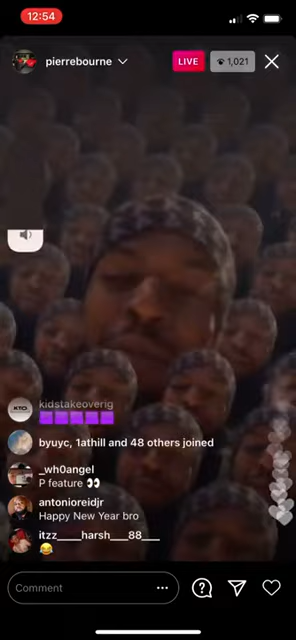 12:54
pierrebourne
LIVE
1,021
KTO
kidstakeoverig
🟪🟪🟪🟪🟪
byuyc, 1athill and 48 others joined
_wh0angel
P feature 👀
antonioreidjr
Happy New Year bro
itzz____harsh___88___
😂
Comment